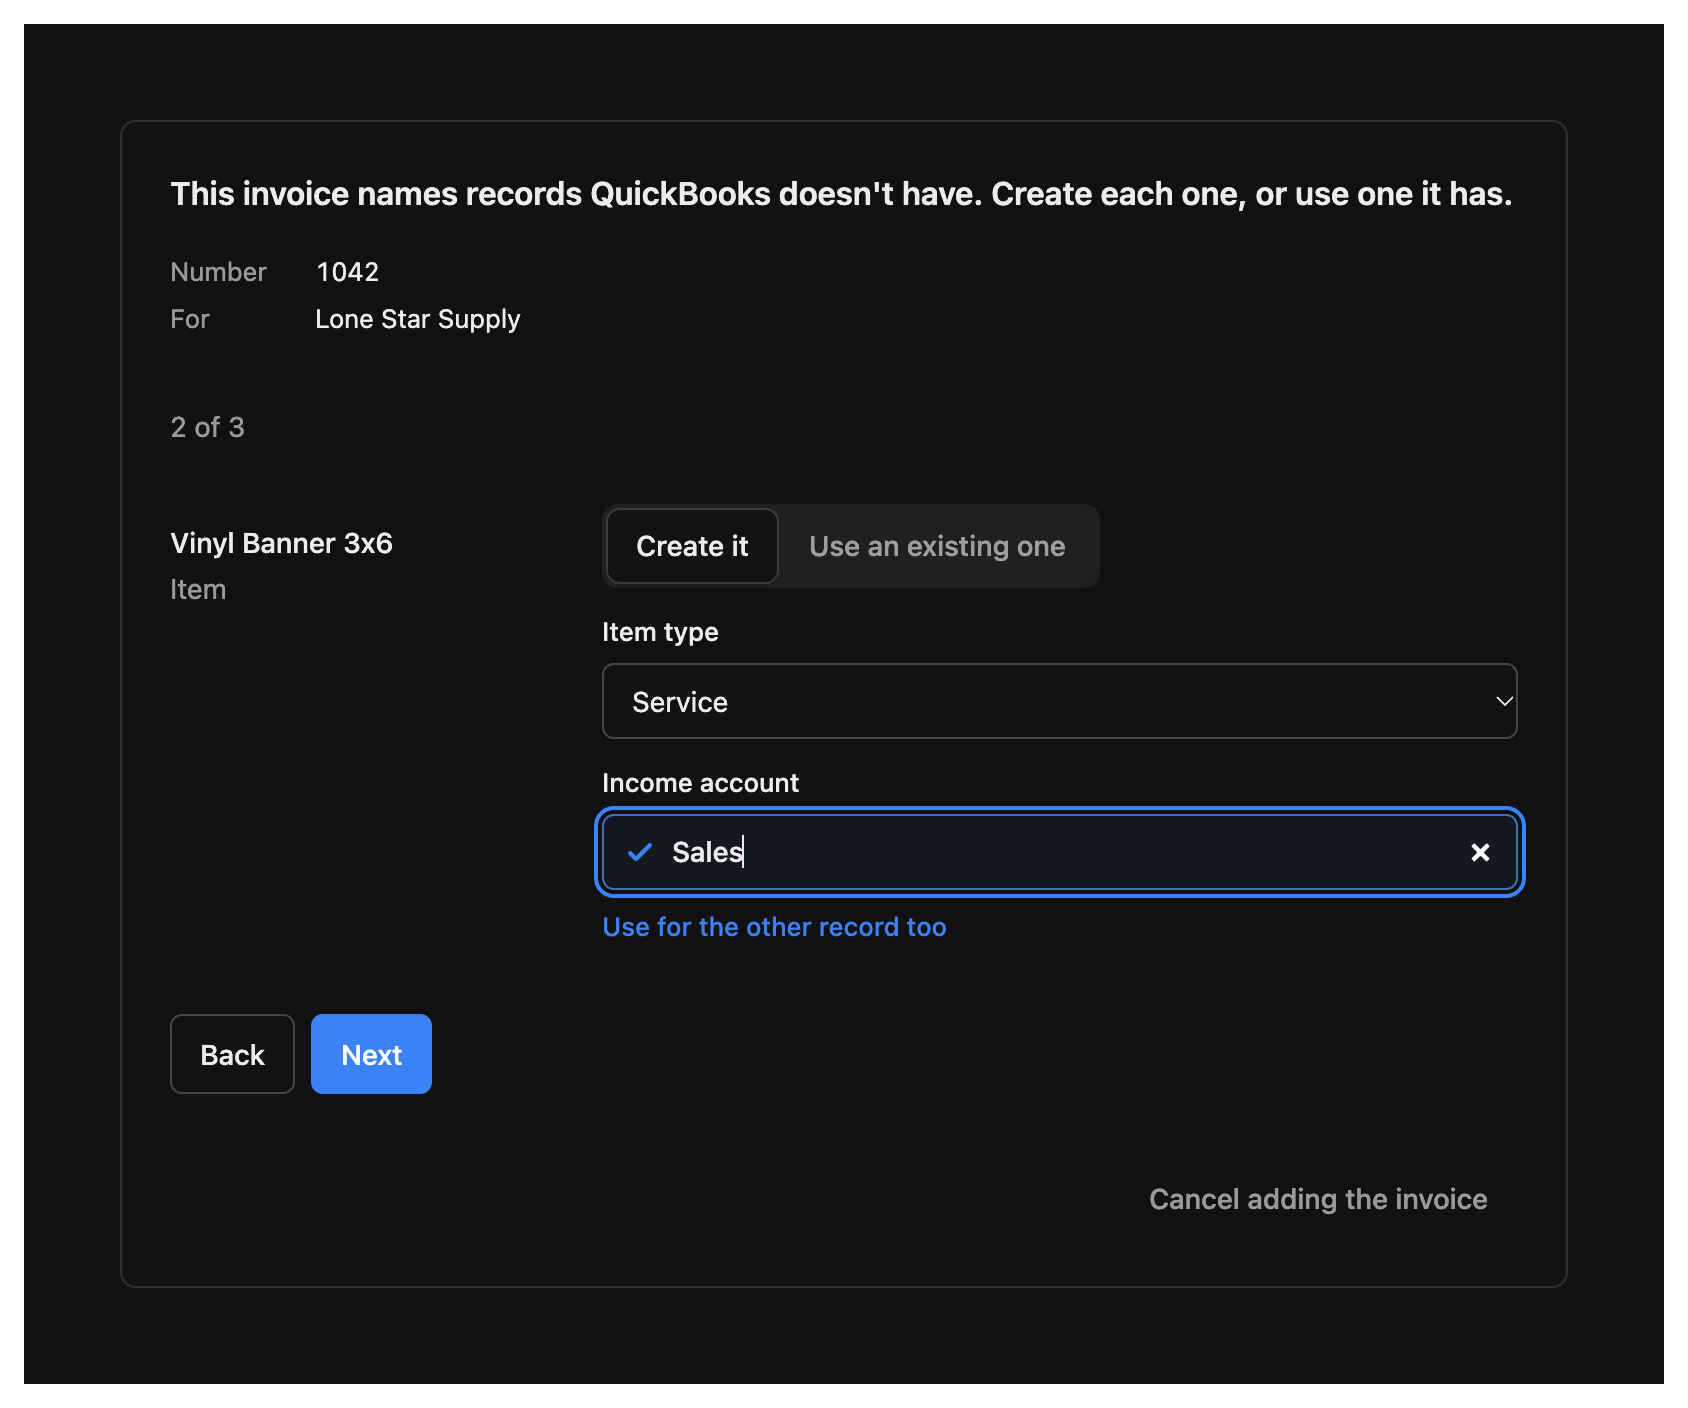 This invoice names records QuickBooks doesn't have. Create each one, or use one it has.
Number 1042
For Lone Star Supply
2 of 3
Vinyl Banner 3x6
Item
Create it Use an existing one
Item type
Service
Income account
Sales
Use for the other record too
Back Next
Cancel adding the invoice